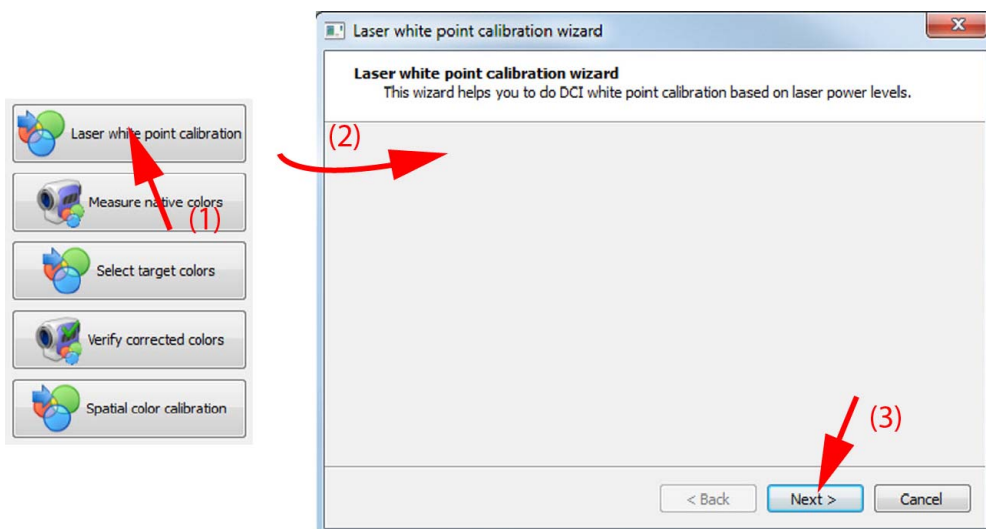 Laser white point calibration
Measure native colors
(1)
Select target colors
Verify corrected colors
Spatial color calibration
(2)
Laser white point calibration wizard
Laser white point calibration wizard
This wizard helps you to do DCI white point calibration based on laser power levels.
(3)
< Back
Next >
Cancel